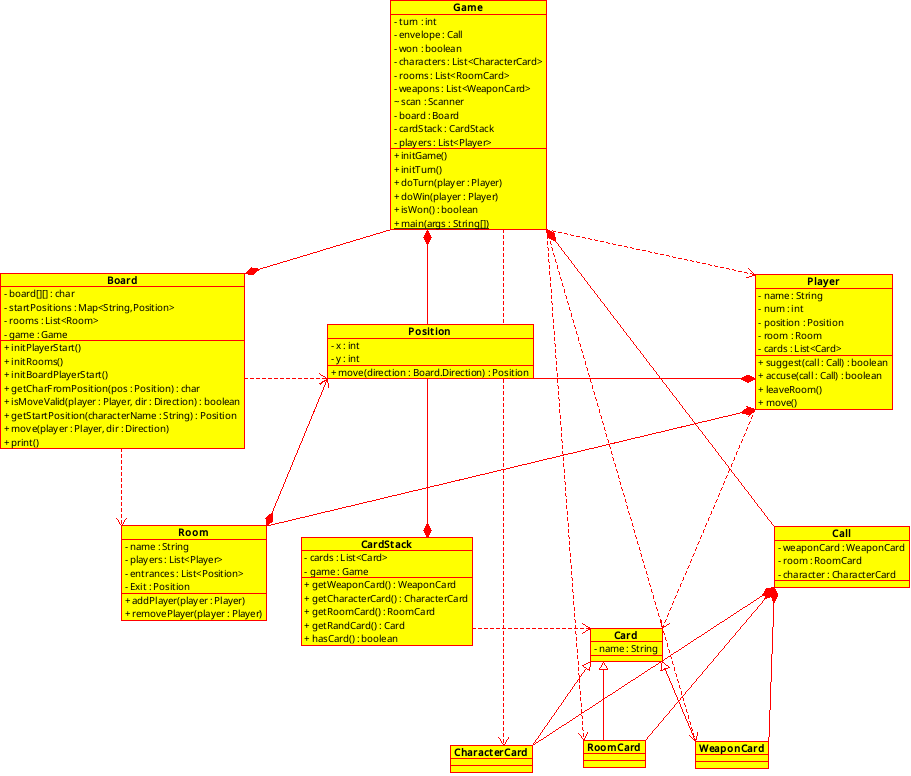 Game
- turn : int
- envelope : Call
- won : boolean
- characters : List<CharacterCard>
- rooms : List<RoomCard>
- weapons : List<WeaponCard>
~ scan : Scanner
- board : Board
- cardStack : CardStack
- players : List<Player>
+ initGame()
+ initTurn()
+ doTurn(player : Player)
+ doWin(player : Player)
+ isWon() : boolean
+ main(args : String[])
Board
- board[][] : char
- startPositions : Map<String,Position>
- rooms : List<Room>
- game : Game
+ initPlayerStart()
+ initRooms()
+ initBoardPlayerStart()
+ getCharFromPosition(pos : Position) : char
+ isMoveValid(player : Player, dir : Direction) : boolean
+ getStartPosition(characterName : String) : Position
+ move(player : Player, dir : Direction)
+ print()
Position
- x : int
- y : int
+ move(direction : Board.Direction) : Position
Player
- name : String
- num : int
- position : Position
- room : Room
- cards : List<Card>
+ suggest(call : Call) : boolean
+ accuse(call : Call) : boolean
+ leaveRoom()
+ move()
Room
- name : String
- players : List<Player>
- entrances : List<Position>
- Exit : Position
+ addPlayer(player : Player)
+ removePlayer(player : Player)
CardStack
- cards : List<Card>
- game : Game
+ getWeaponCard() : WeaponCard
+ getCharacterCard() : CharacterCard
+ getRoomCard() : RoomCard
+ getRandCard() : Card
+ hasCard() : boolean
Call
- weaponCard : WeaponCard
- room : RoomCard
- character : CharacterCard
Card
- name : String
CharacterCard
RoomCard
WeaponCard